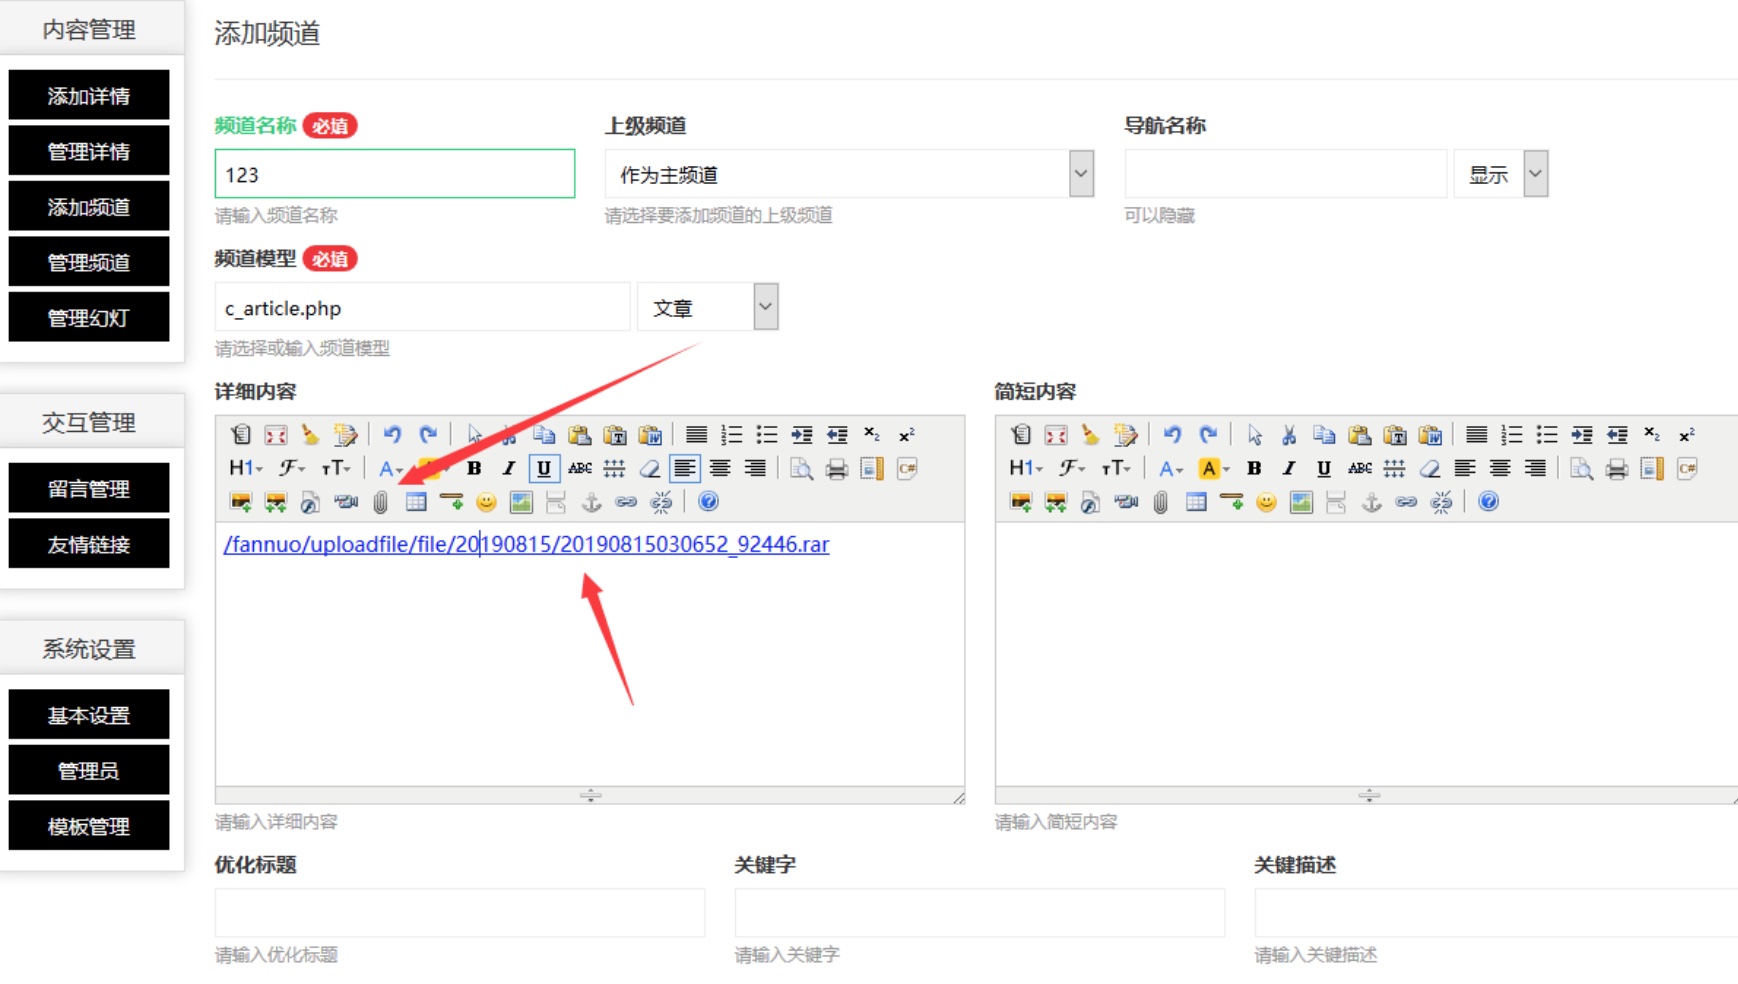 内容管理
添加详情
管理详情
添加频道
管理频道
管理幻灯
交互管理
留言管理
友情链接
系统设置
基本设置
管理员
模板管理
添加频道
频道名称 必填
上级频道
导航名称
123
作为主频道
显示
请输入频道名称
请选择要添加频道的上级频道
可以隐藏
频道模型 必填
c_article.php
文章
请选择或输入频道模型
详细内容
简短内容
/fannuo/uploadfile/file/20190815/20190815030652_92446.rar
请输入详细内容
请输入简短内容
优化标题
关键字
关键描述
请输入优化标题
请输入关键字
请输入关键描述